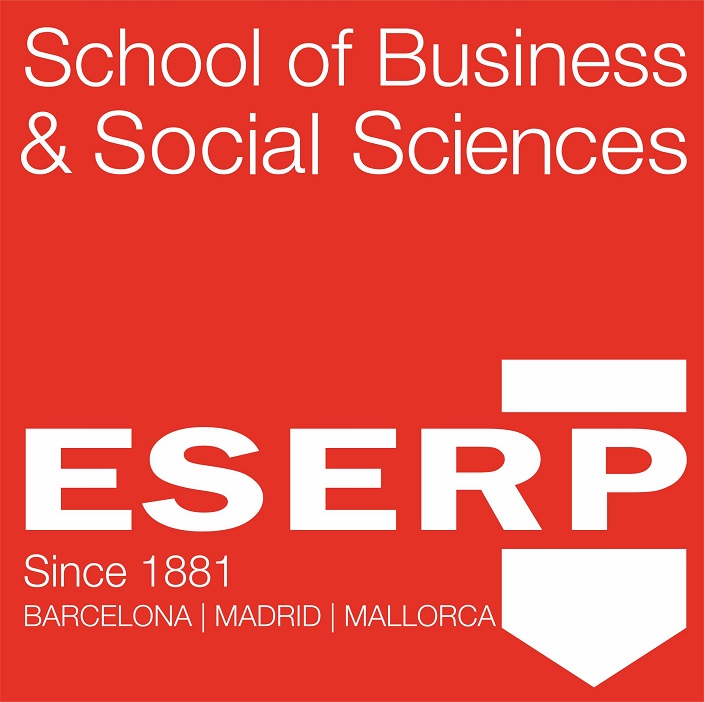 School of Business
& Social Sciences
ESERP
Since 1881
BARCELONA | MADRID | MALLORCA